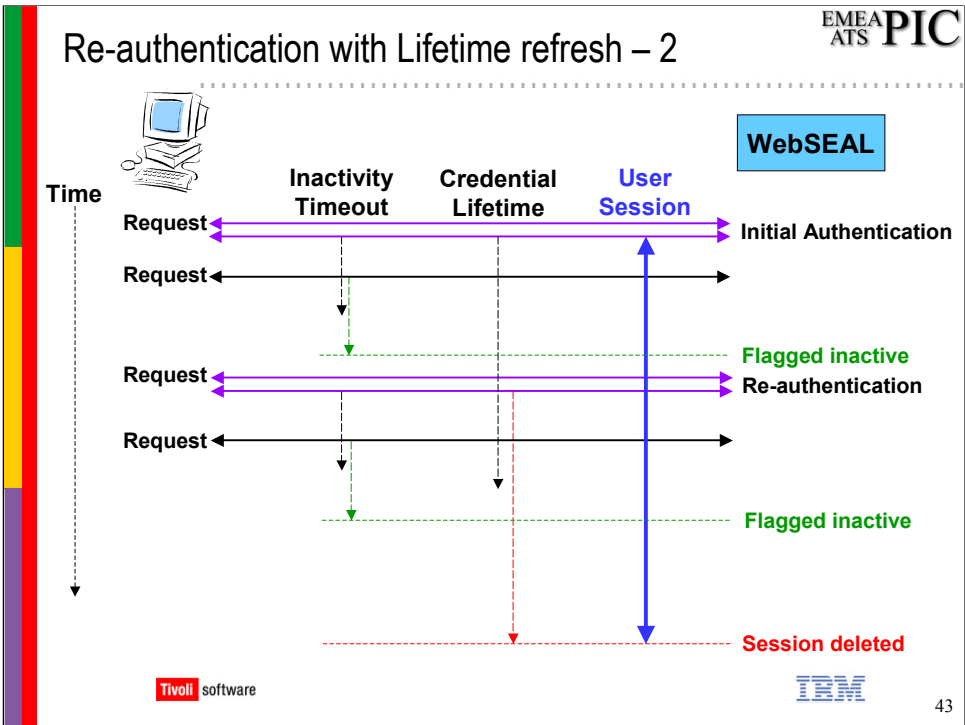 Re-authentication with Lifetime refresh – 2
EMEA
ATS PIC
WebSEAL
Time
Inactivity
Timeout
Credential
Lifetime
User
Session
Request
Initial Authentication
Request
Flagged inactive
Request
Re-authentication
Request
Flagged inactive
Session deleted
Tivoli software
IBM
43